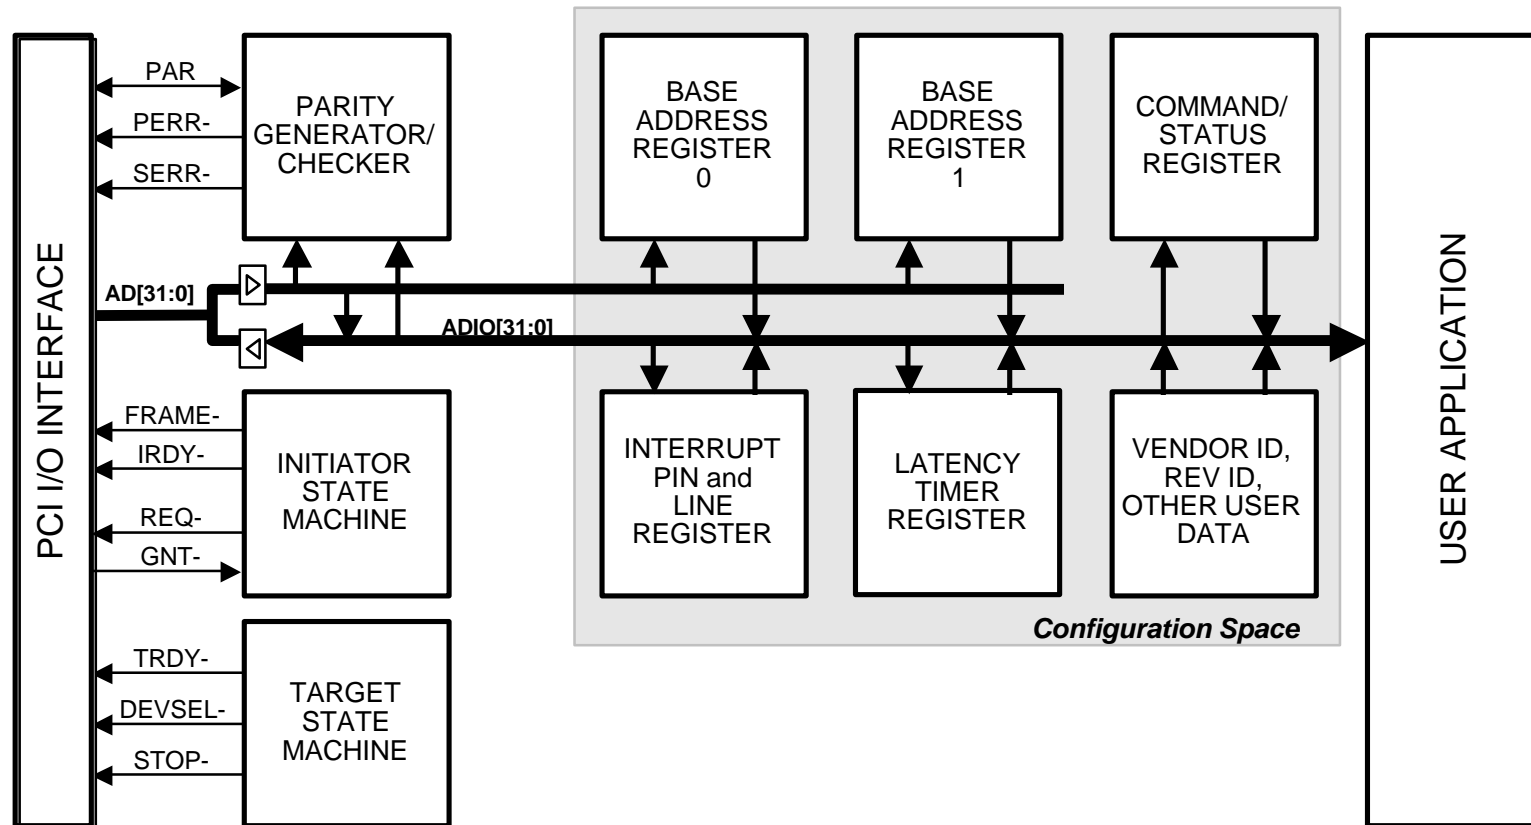 PCI I/O INTERFACE
PAR
PERR-
SERR-
PARITY
GENERATOR/
CHECKER
BASE
ADDRESS
REGISTER
0
BASE
ADDRESS
REGISTER
1
COMMAND/
STATUS
REGISTER
AD[31:0]
ADIO[31:0]
FRAME-
IRDY-
REQ-
GNT-
INITIATOR
STATE
MACHINE
INTERRUPT
PIN and
LINE
REGISTER
LATENCY
TIMER
REGISTER
VENDOR ID,
REV ID,
OTHER USER
DATA
Configuration Space
TRDY-
DEVSEL-
STOP-
TARGET
STATE
MACHINE
USER APPLICATION